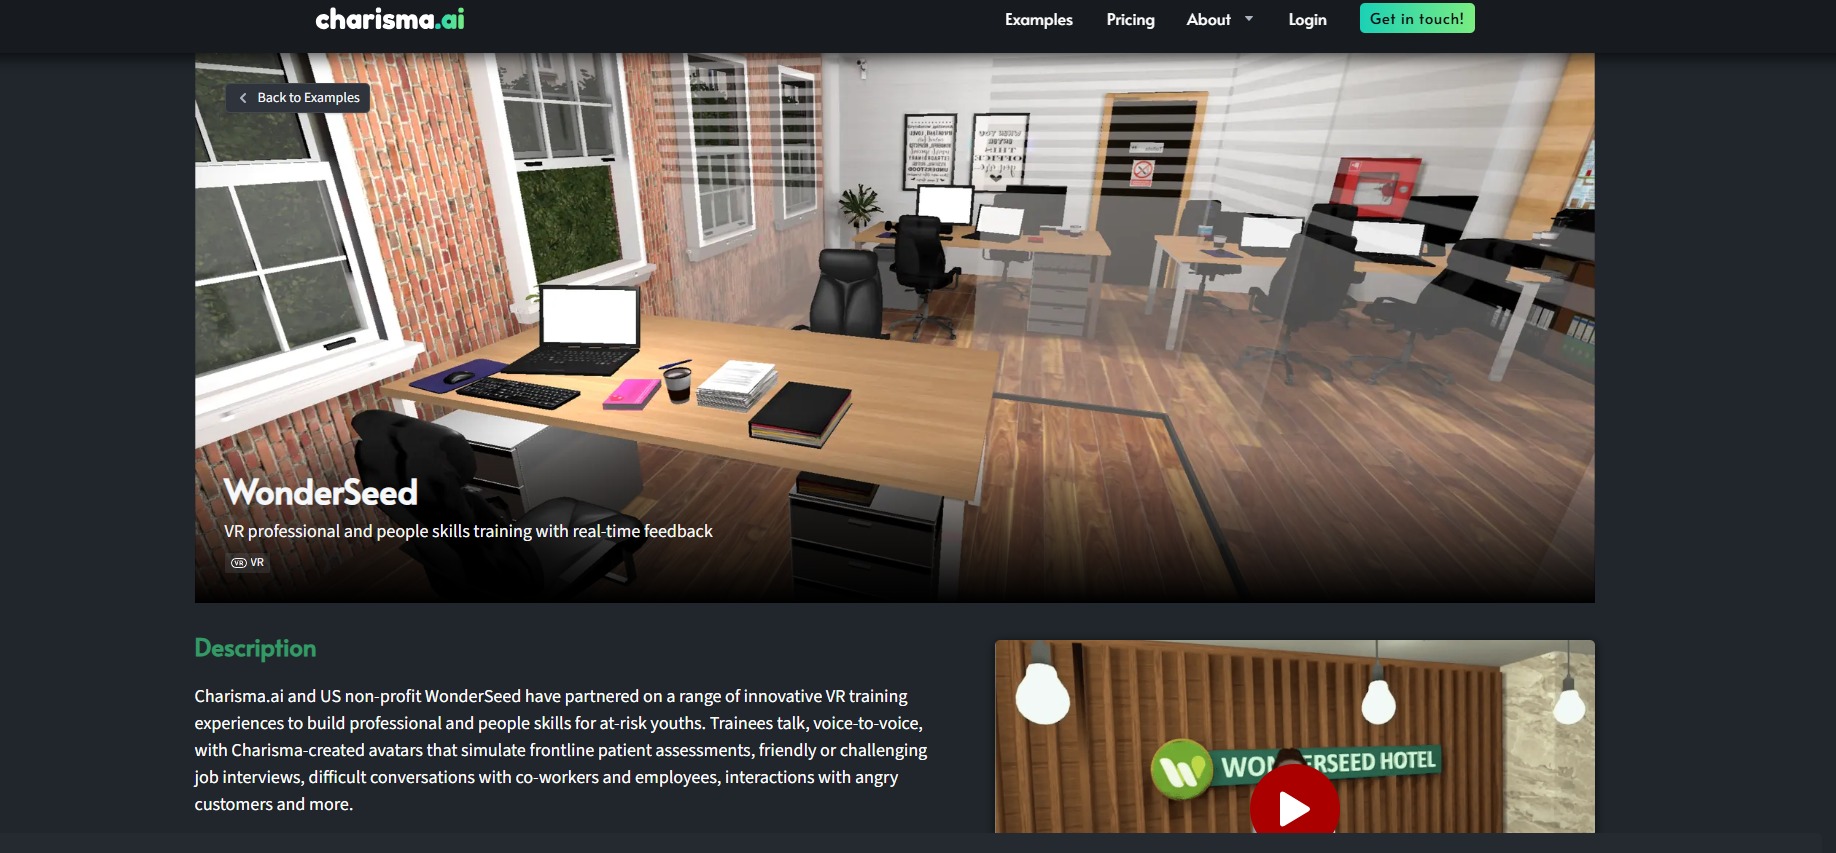 charisma.ai
Examples
Pricing
About
Login
Get in touch!
Back to Examples
WonderSeed
VR professional and people skills training with real-time feedback
VR VR
Description
Charisma.ai and US non-profit WonderSeed have partnered on a range of innovative VR training
experiences to build professional and people skills for at-risk youths. Trainees talk, voice-to-voice,
with Charisma-created avatars that simulate frontline patient assessments, friendly or challenging
job interviews, difficult conversations with co-workers and employees, interactions with angry
customers and more.
HOTEL